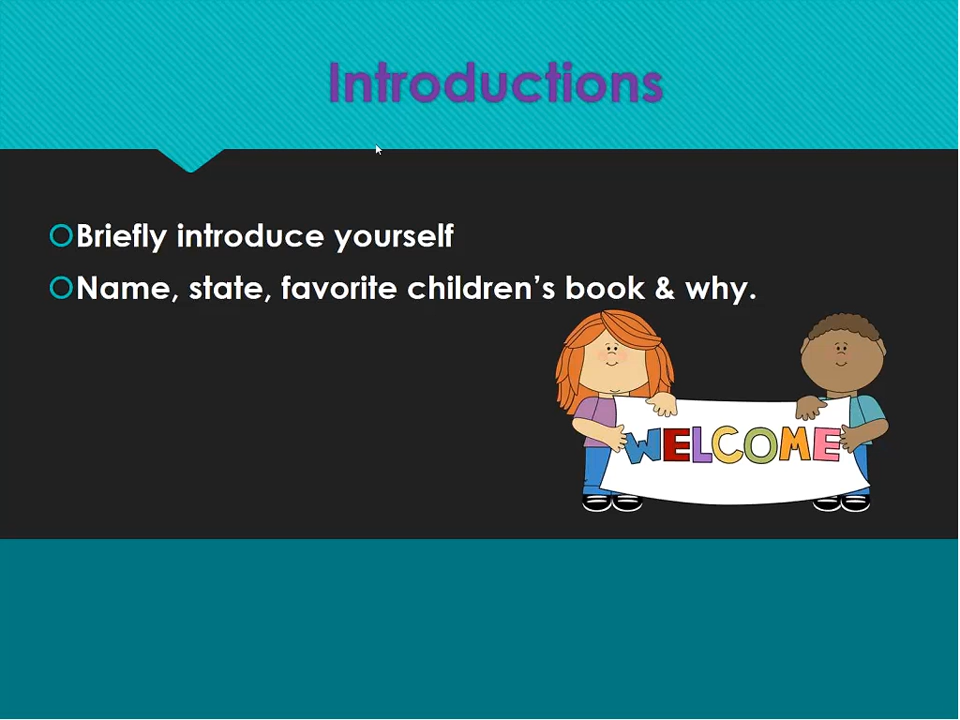 Introductions
Briefly introduce yourself
Name, state, favorite children’s book & why.
WELCOME